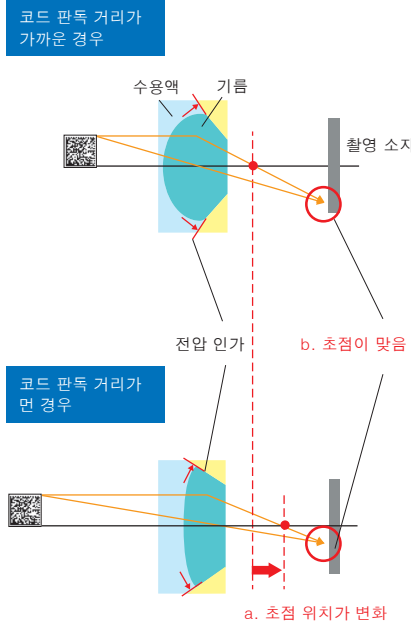 코드 판독 거리가
가까운 경우
수용액
기름
촬영 소자
전압 인가
b. 초점이 맞음
코드 판독 거리가
먼 경우
a. 초점 위치가 변화